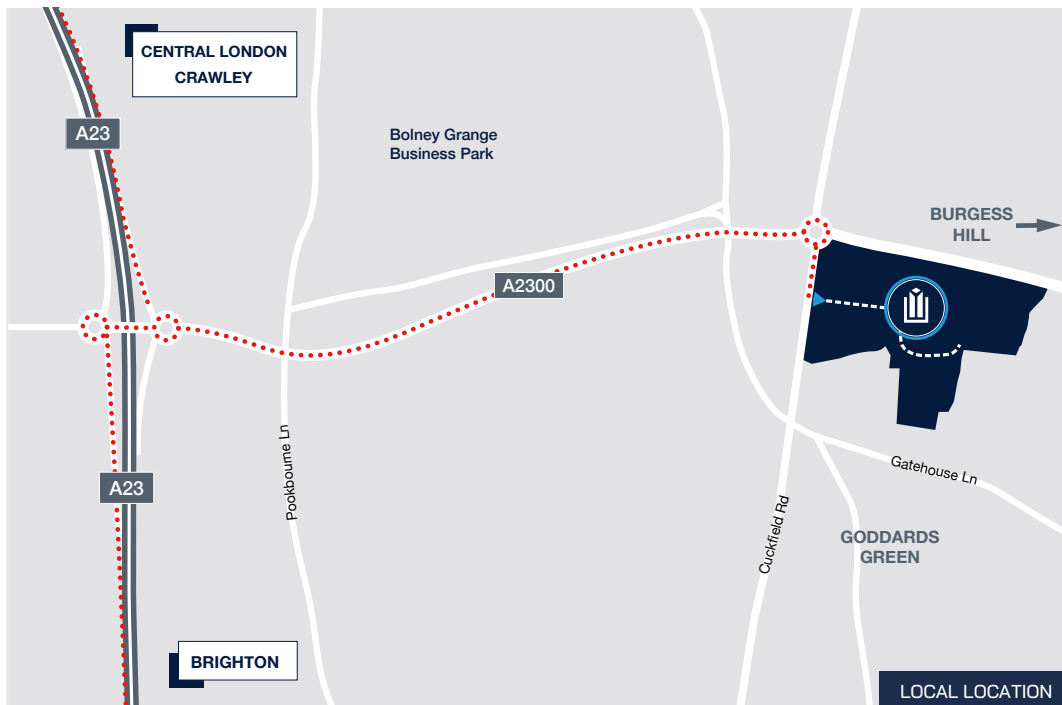 CENTRAL LONDON
CRAWLEY
A23
Bolney Grange
Business Park
BURGESS
HILL
A2300
Pookbourne Ln
Gatehouse Ln
A23
Cuckfield Rd
GODDARDS
GREEN
BRIGHTON
LOCAL LOCATION